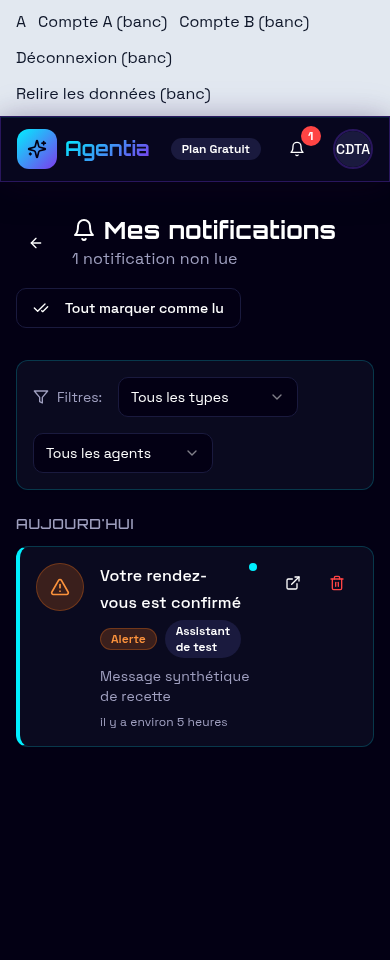 A Compte A (banc) Compte B (banc)
Déconnexion (banc)
Relire les données (banc)
Agentia Plan Gratuit 1 CDTA
Mes notifications
1 notification non lue
Tout marquer comme lu
Filtres: Tous les types
Tous les agents
AUJOURD'HUI
Votre rendez-
vous est confirmé
Alerte Assistant
de test
Message synthétique
de recette
il y a environ 5 heures